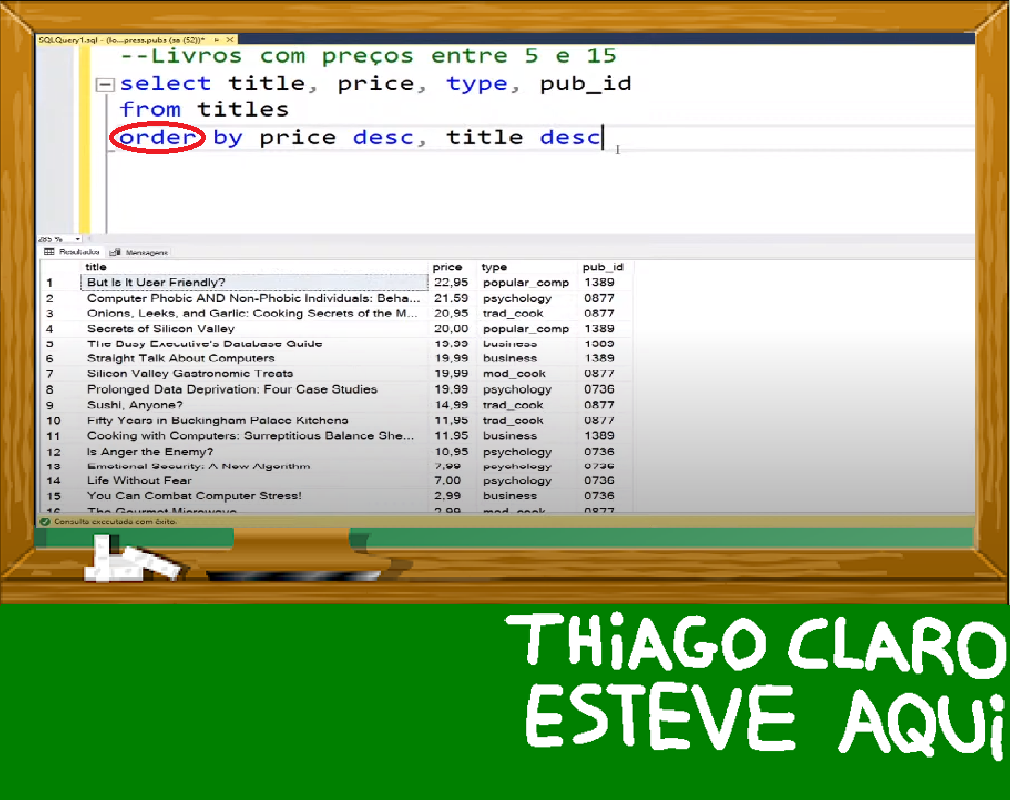 SQLQuery1.sql - (lo...press.pubs (sa (52))*
--Livros com preços entre 5 e 15
select title, price, type, pub_id
from titles
order by price desc, title desc
Resultados Mensagens
title price type pub_id
1 But Is It User Friendly? 22,95 popular_comp 1389
2 Computer Phobic AND Non-Phobic Individuals: Beha... 21,59 psychology 0877
3 Onions, Leeks, and Garlic: Cooking Secrets of the M... 20,95 trad_cook 0877
4 Secrets of Silicon Valley 20,00 popular_comp 1389
5 The Busy Executive's Database Guide 19,99 business 1389
6 Straight Talk About Computers 19,99 business 1389
7 Silicon Valley Gastronomic Treats 19,99 mod_cook 0877
8 Prolonged Data Deprivation: Four Case Studies 19,99 psychology 0736
9 Sushi, Anyone? 14,99 trad_cook 0877
10 Fifty Years in Buckingham Palace Kitchens 11,95 trad_cook 0877
11 Cooking with Computers: Surreptitious Balance She... 11,95 business 1389
12 Is Anger the Enemy? 10,95 psychology 0736
13 Emotional Security: A New Algorithm 7,99 psychology 0736
14 Life Without Fear 7,00 psychology 0736
15 You Can Combat Computer Stress! 2,99 business 0736
16 The Gourmet Microwave 2,99 mod_cook 0877
Consulta executada com êxito.
THiAGO CLARO
ESTEVE AQUi